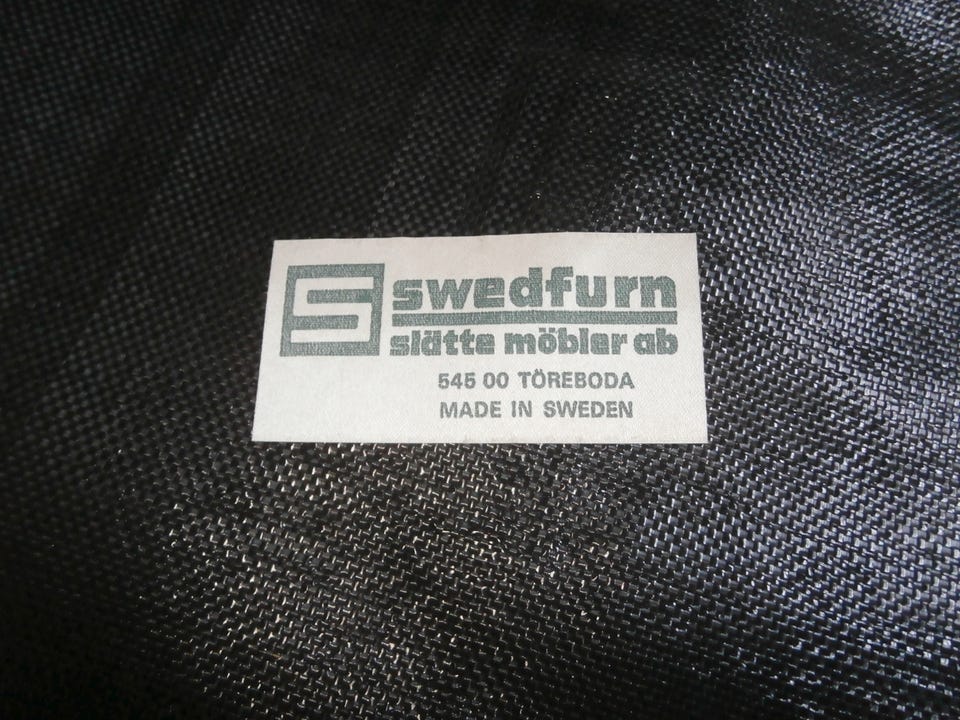 swedfurn
slätte möbler ab
545 00 TÖREBODA
MADE IN SWEDEN